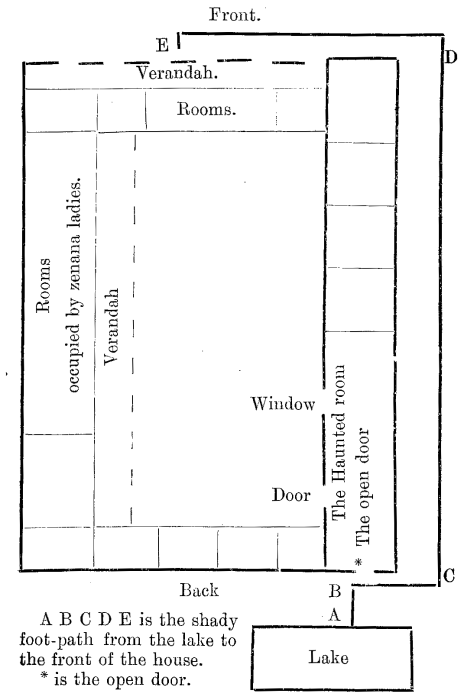 Front.
E
D
Verandah.
Rooms.
Rooms
occupied by zenana ladies.
Verandah
Window
The Haunted room
The open door
Door
*
Back
B
C
A
A B C D E is the shady
foot-path from the lake to
the front of the house.
* is the open door.
Lake